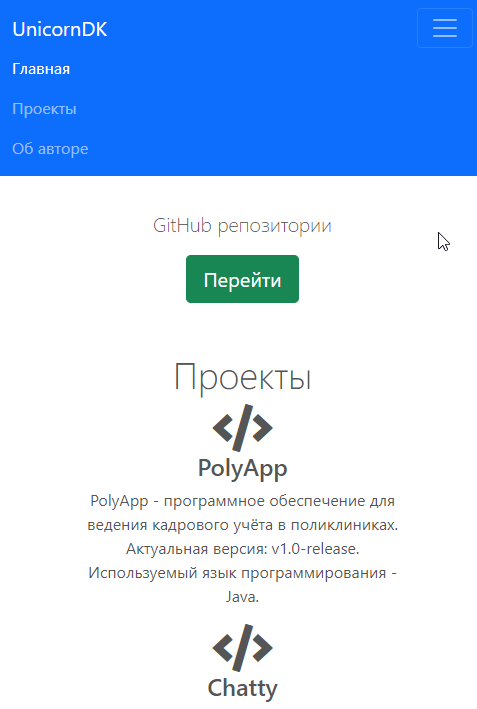 UnicornDK
Главная
Проекты
Об авторе
GitHub репозитории
Перейти
Проекты
PolyApp
PolyApp - программное обеспечение для
ведения кадрового учёта в поликлиниках.
Актуальная версия: v1.0-release.
Используемый язык программирования -
Java.
Chatty